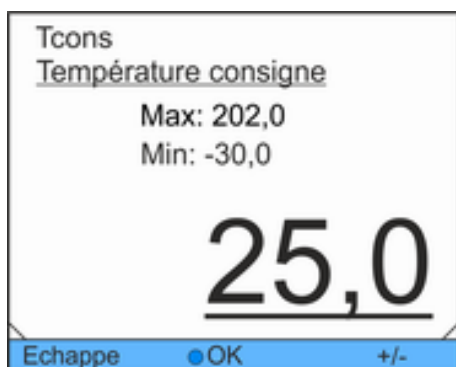 Tcons
Température consigne
Max: 202,0
Min: -30,0
25,0
Echappe OK +/-